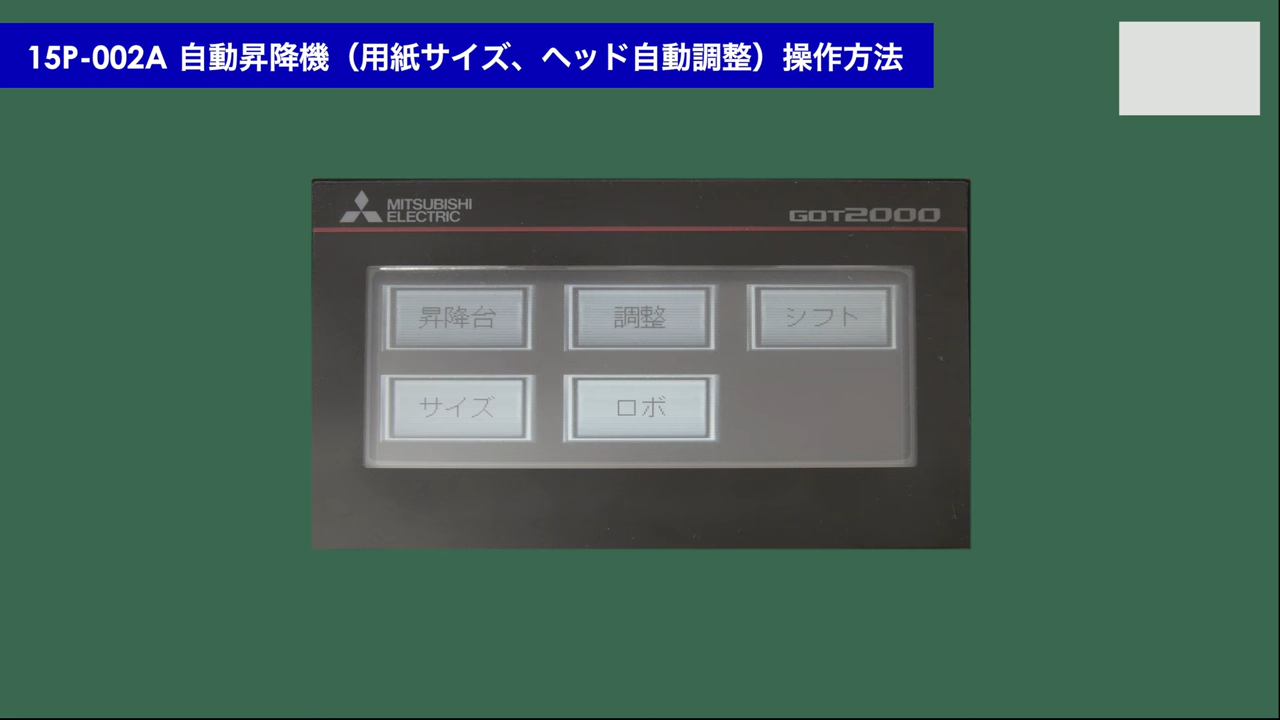 15P-002A 自動昇降機（用紙サイズ、ヘッド自動調整）操作方法
MITSUBISHI
ELECTRIC
GOT2000
昇降台 調整 シフト
サイズ ロボ